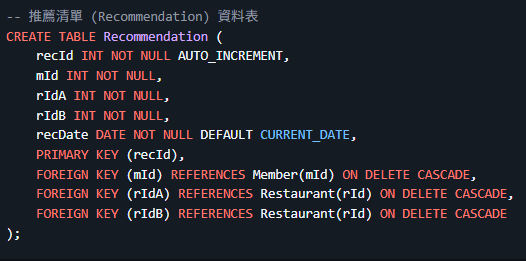 -- 推薦清單 (Recommendation) 資料表
CREATE TABLE Recommendation (
    recId INT NOT NULL AUTO_INCREMENT,
    mId INT NOT NULL,
    rIdA INT NOT NULL,
    rIdB INT NOT NULL,
    recDate DATE NOT NULL DEFAULT CURRENT_DATE,
    PRIMARY KEY (recId),
    FOREIGN KEY (mId) REFERENCES Member(mId) ON DELETE CASCADE,
    FOREIGN KEY (rIdA) REFERENCES Restaurant(rId) ON DELETE CASCADE,
    FOREIGN KEY (rIdB) REFERENCES Restaurant(rId) ON DELETE CASCADE
);